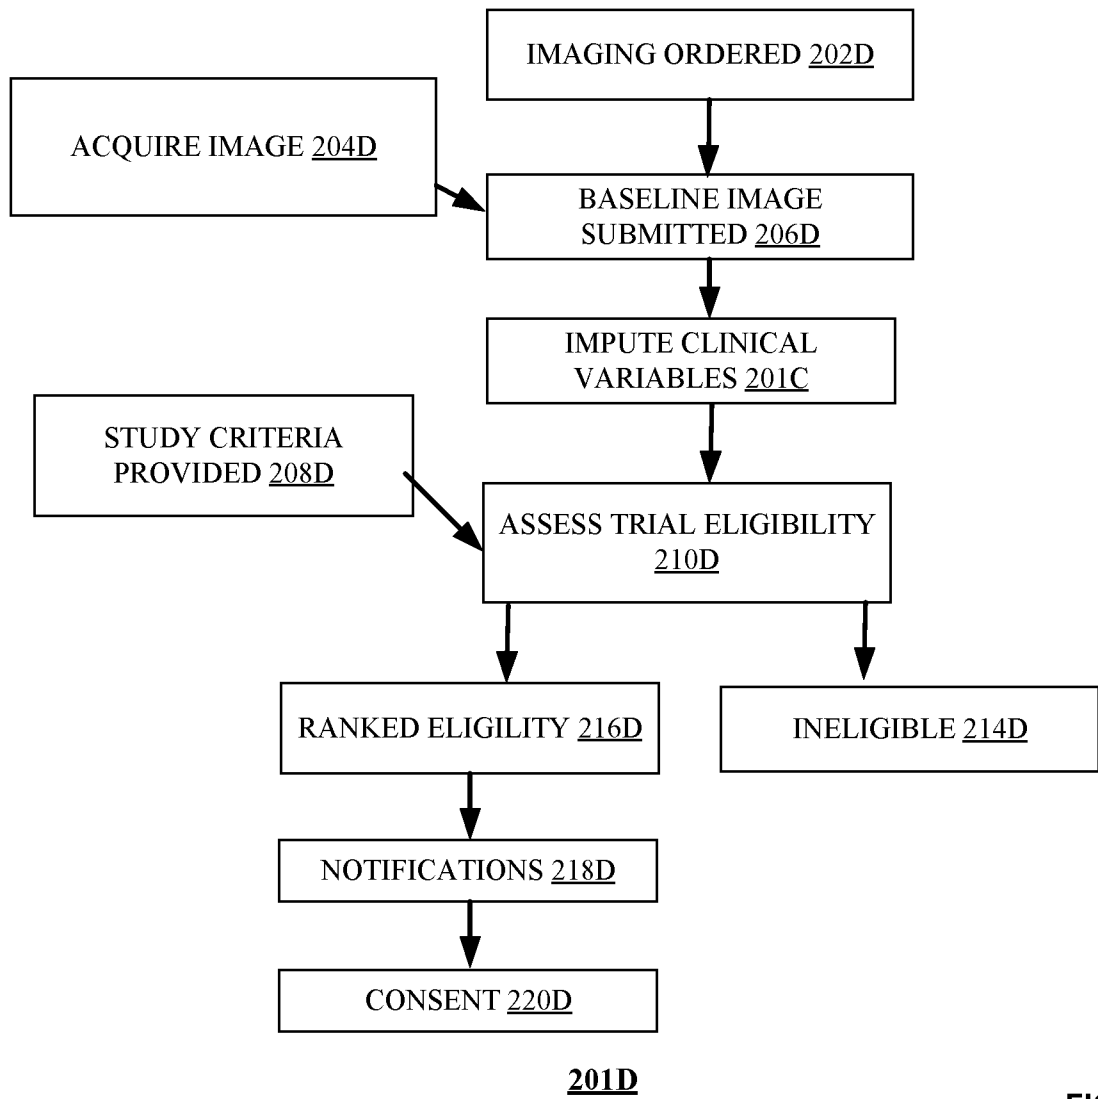 IMAGING ORDERED 202D
ACQUIRE IMAGE 204D
BASELINE IMAGE
SUBMITTED 206D
IMPUTE CLINICAL
VARIABLES 201C
STUDY CRITERIA
PROVIDED 208D
ASSESS TRIAL ELIGIBILITY
210D
RANKED ELIGILITY 216D
INELIGIBLE 214D
NOTIFICATIONS 218D
CONSENT 220D
201D